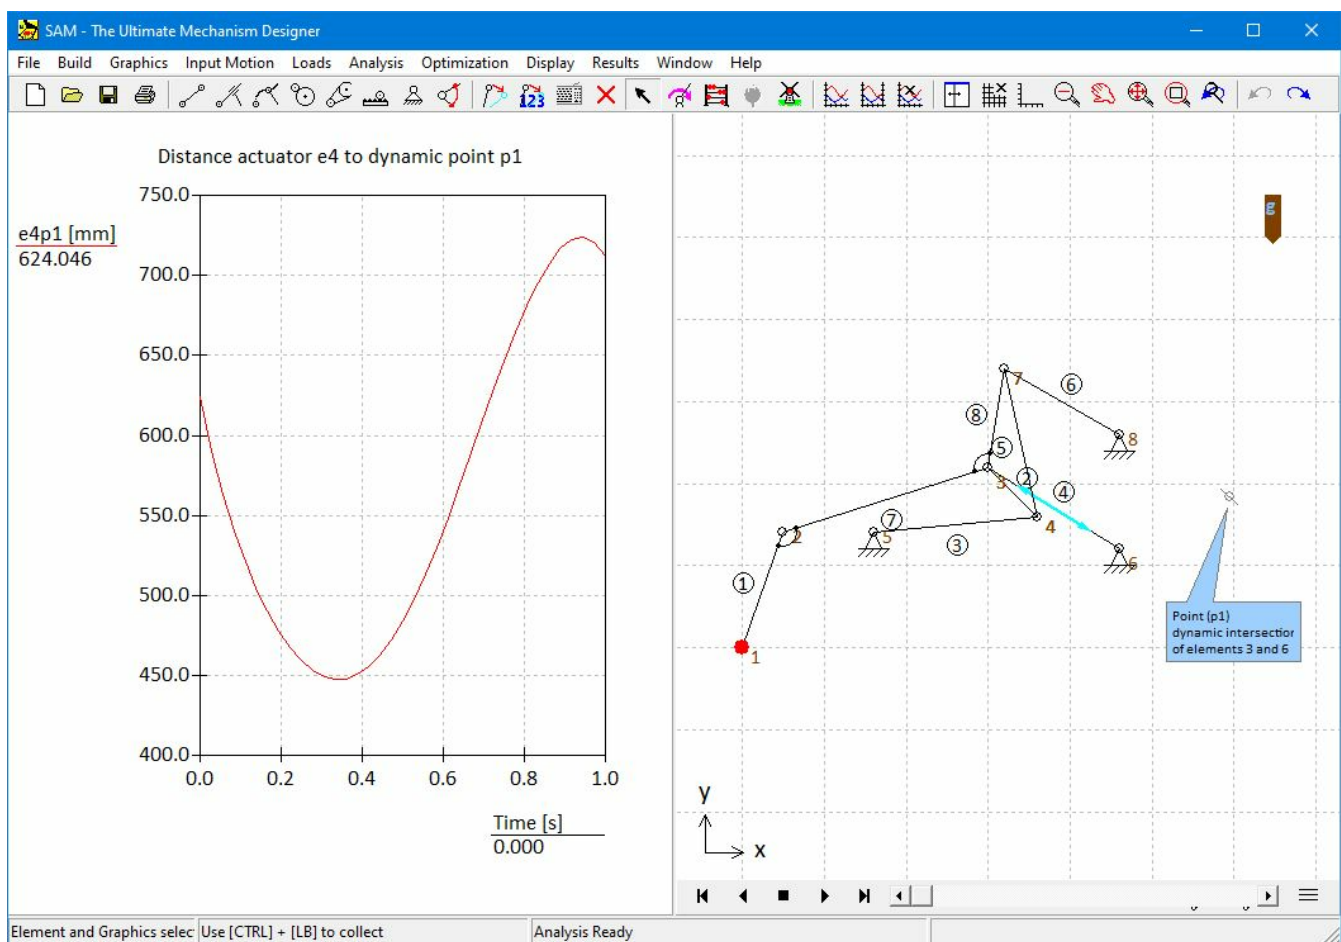 SAM - The Ultimate Mechanism Designer
File Build Graphics Input Motion Loads Analysis Optimization Display Results Window Help
123
Distance actuator e4 to dynamic point p1
e4p1 [mm]
624.046
750.0
700.0
650.0
600.0
550.0
500.0
450.0
400.0
0.0 0.2 0.4 0.6 0.8 1.0
Time [s]
0.000
g
7
6
8
8
5
3
2
4
4
2
7
5
3
6
1
1
Point (p1)
dynamic intersection
of elements 3 and 6
y
x
Element and Graphics selec
Use [CTRL] + [LB] to collect
Analysis Ready